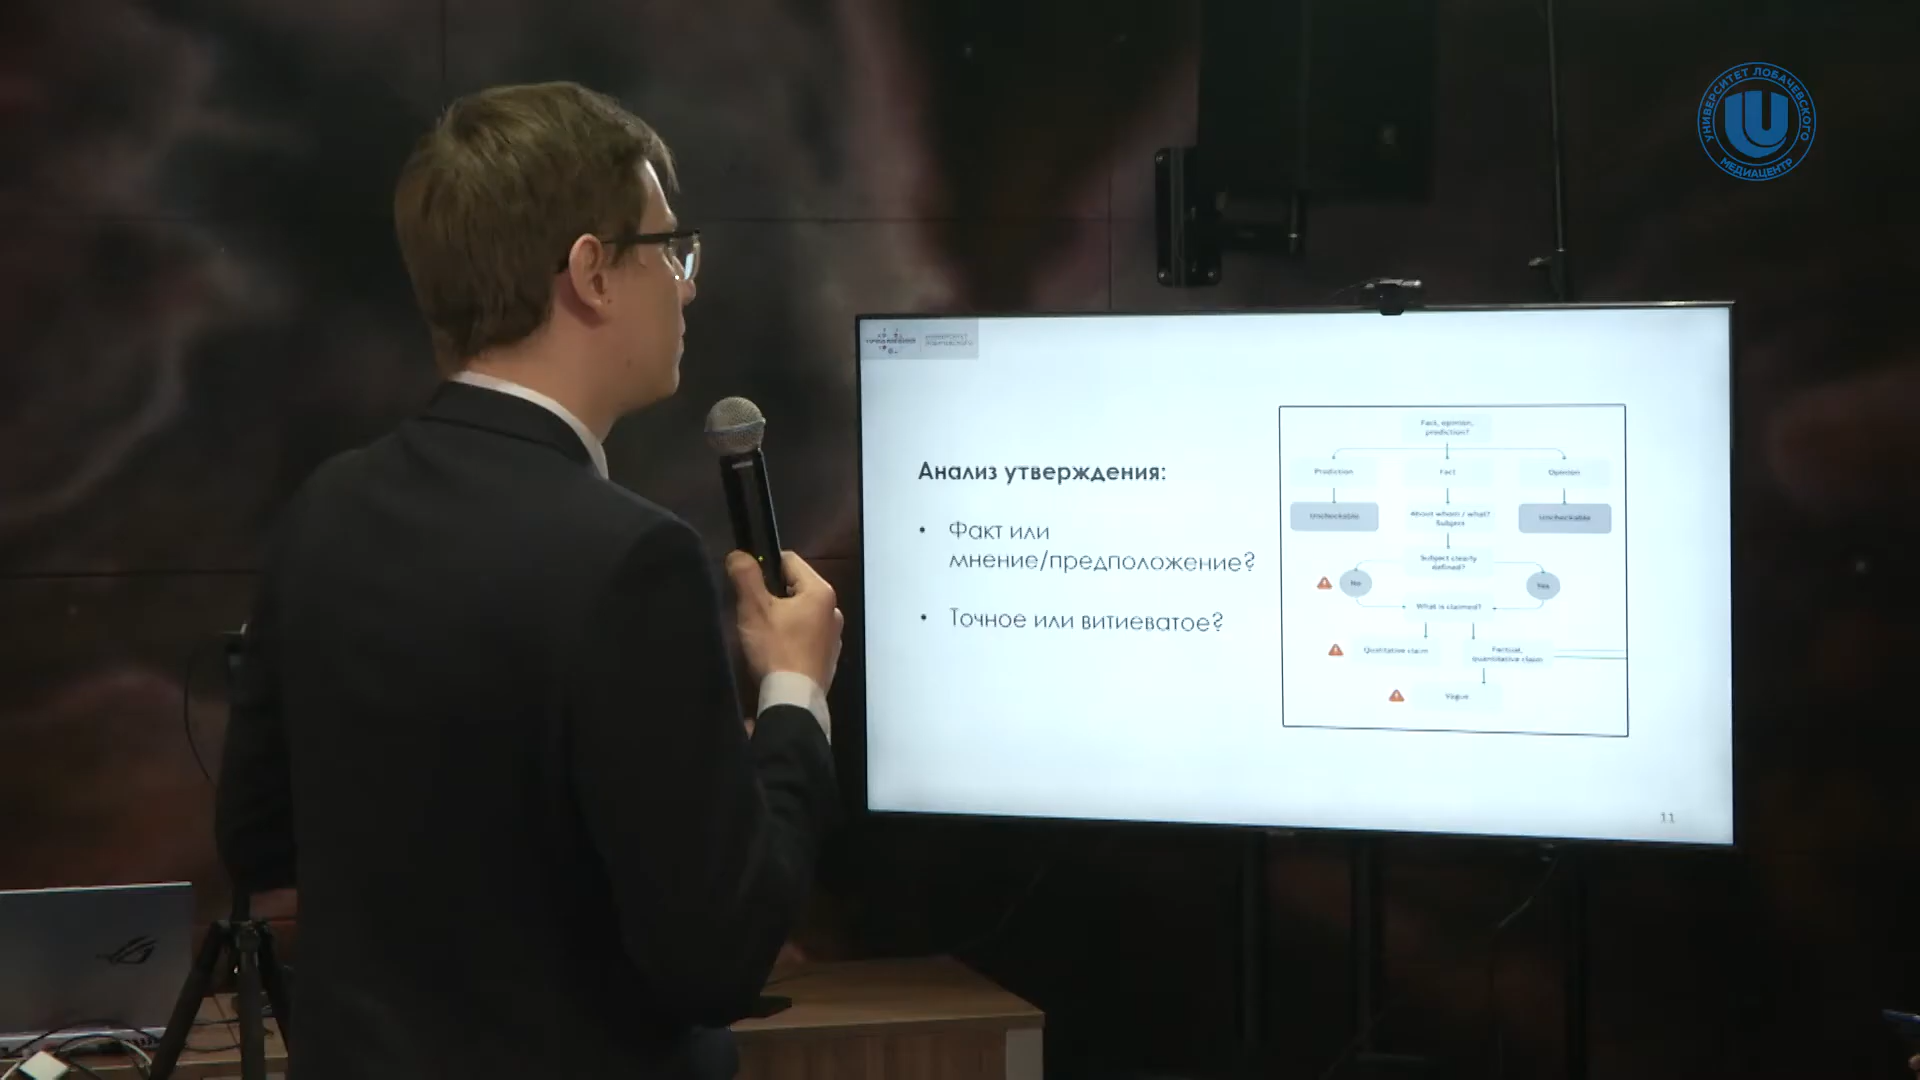 УНИВЕРСИТЕТ ЛОБАЧЕВСКОГО
МЕДИАЦЕНТР
Анализ утверждения:
• Факт или
мнение/предположение?
• Точное или витиеватое?
Fact, opinion,
prediction?
Prediction
Fact
Opinion
Uncheckable
About whom / what?
Subject
Uncheckable
Subject clearly
defined?
No
Yes
What is claimed?
Qualitative claim
Factual,
quantitative claim
Vague
11